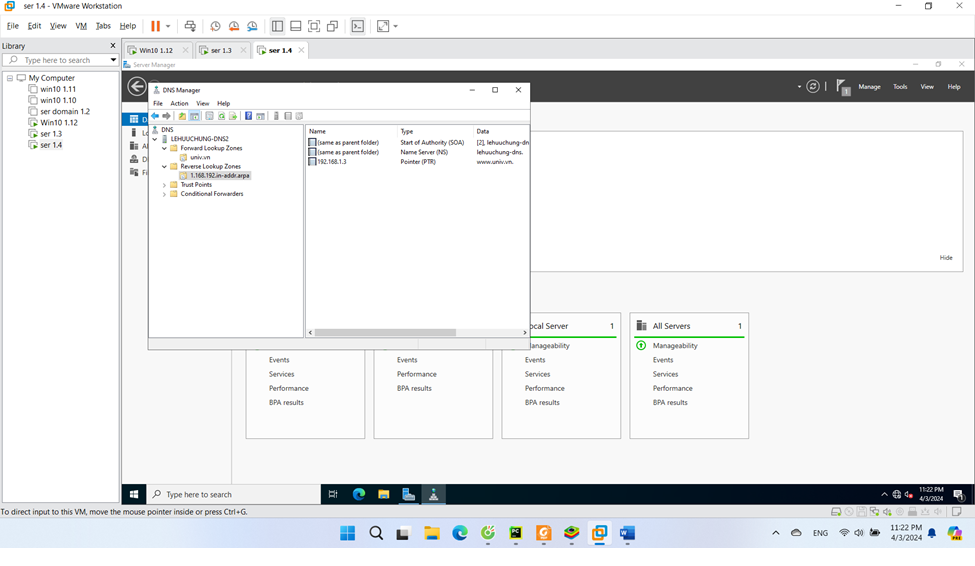 ser 1.4 - VMware Workstation
File Edit View VM Tabs Help
Library
Type here to search
My Computer
win10 1.11
win10 1.10
ser domain 1.2
Win10 1.12
ser 1.3
ser 1.4
Win10 1.12 ser 1.3 ser 1.4
Server Manager
1 Manage Tools View Help
DNS Manager
File Action View Help
DNS
LEHUUCHUNG-DNS2
Forward Lookup Zones
univ.vn
Reverse Lookup Zones
1.168.192.in-addr.arpa
Trust Points
Conditional Forwarders
Name Type Data
(same as parent folder) Start of Authority (SOA) [2], lehuuchung-dn
(same as parent folder) Name Server (NS) lehuuchung-dns.
192.168.1.3 Pointer (PTR) www.univ.vn.
Hide
Events
Services
Performance
BPA results
Events
Performance
BPA results
ocal Server 1
anageability
Events
Services
Performance
BPA results
All Servers 1
Manageability
Events
Services
Performance
BPA results
Type here to search
11:22 PM
4/3/2024
To direct input to this VM, move the mouse pointer inside or press Ctrl+G.
ENG
11:22 PM
4/3/2024